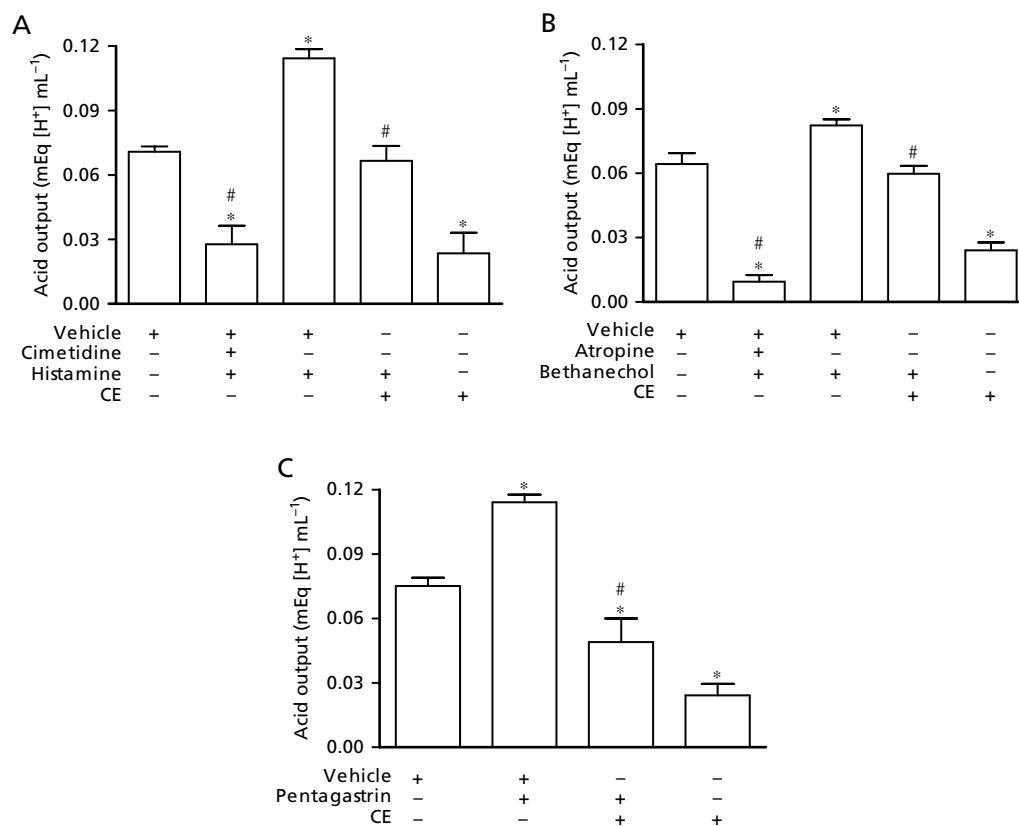 A
Acid output (mEq [H⁺] mL⁻¹)
0.12
0.09
0.06
0.03
0.00
#
*
*
#
*
Vehicle + + + – –
Cimetidine – + – – –
Histamine – + + + –
CE – – – + +
B
Acid output (mEq [H⁺] mL⁻¹)
0.12
0.09
0.06
0.03
0.00
#
*
*
#
*
Vehicle + + + – –
Atropine – + – – –
Bethanechol – + + + –
CE – – – + +
C
Acid output (mEq [H⁺] mL⁻¹)
0.12
0.09
0.06
0.03
0.00
*
#
*
*
Vehicle + + – –
Pentagastrin – + + –
CE – – + +